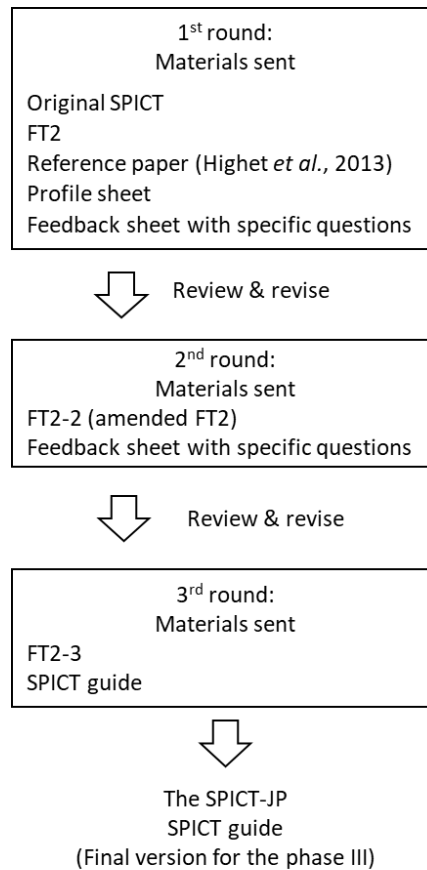 1st round:
Materials sent
Original SPICT
FT2
Reference paper (Highet et al., 2013)
Profile sheet
Feedback sheet with specific questions
Review & revise
2nd round:
Materials sent
FT2-2 (amended FT2)
Feedback sheet with specific questions
Review & revise
3rd round:
Materials sent
FT2-3
SPICT guide
The SPICT-JP
SPICT guide
(Final version for the phase III)